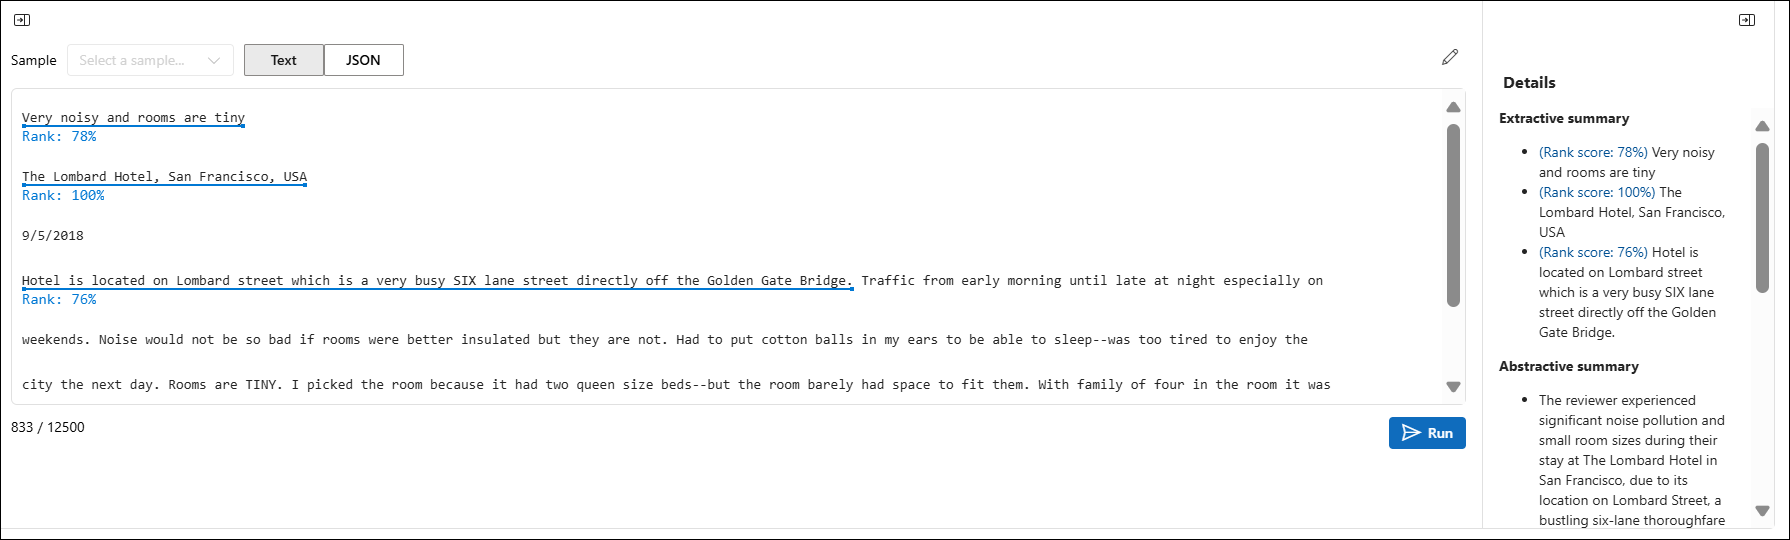 Sample
Select a sample...
Text
JSON
Very noisy and rooms are tiny
Rank: 78%
The Lombard Hotel, San Francisco, USA
Rank: 100%
9/5/2018
Hotel is located on Lombard street which is a very busy SIX lane street directly off the Golden Gate Bridge. Traffic from early morning until late at night especially on
Rank: 76%
weekends. Noise would not be so bad if rooms were better insulated but they are not. Had to put cotton balls in my ears to be able to sleep--was too tired to enjoy the
city the next day. Rooms are TINY. I picked the room because it had two queen size beds--but the room barely had space to fit them. With family of four in the room it was
833 / 12500
Run
Details
Extractive summary
(Rank score: 78%) Very noisy
and rooms are tiny
(Rank score: 100%) The
Lombard Hotel, San Francisco,
USA
(Rank score: 76%) Hotel is
located on Lombard street
which is a very busy SIX lane
street directly off the Golden
Gate Bridge.
Abstractive summary
The reviewer experienced
significant noise pollution and
small room sizes during their
stay at The Lombard Hotel in
San Francisco, due to its
location on Lombard Street, a
bustling six-lane thoroughfare